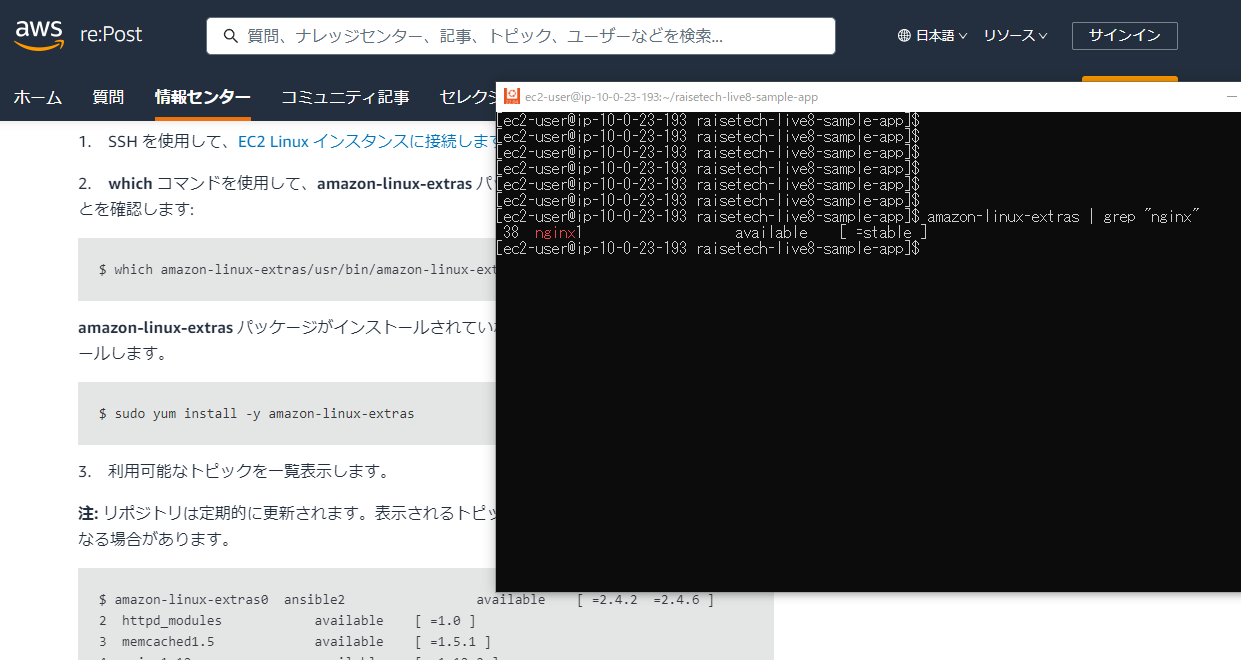 aws re:Post 質問、ナレッジセンター、記事、トピック、ユーザーなどを検索... 日本語 リソース サインイン
ホーム 質問 情報センター コミュニティ記事 セレク
1. SSH を使用して、EC2 Linux インスタンスに接続しま
2. which コマンドを使用して、amazon-linux-extras パ
とを確認します:
$ which amazon-linux-extras/usr/bin/amazon-linux-ext
amazon-linux-extras パッケージがインストールされてい
ールします。
$ sudo yum install -y amazon-linux-extras
3. 利用可能なトピックを一覧表示します。
注: リポジトリは定期的に更新されます。表示されるトピッ
なる場合があります。
$ amazon-linux-extras0 ansible2 available [ =2.4.2 =2.4.6 ]
2 httpd_modules available [ =1.0 ]
3 memcached1.5 available [ =1.5.1 ]
ec2-user@ip-10-0-23-193:~/raisetech-live8-sample-app
[ec2-user@ip-10-0-23-193 raisetech-live8-sample-app]$
[ec2-user@ip-10-0-23-193 raisetech-live8-sample-app]$
[ec2-user@ip-10-0-23-193 raisetech-live8-sample-app]$
[ec2-user@ip-10-0-23-193 raisetech-live8-sample-app]$
[ec2-user@ip-10-0-23-193 raisetech-live8-sample-app]$
[ec2-user@ip-10-0-23-193 raisetech-live8-sample-app]$
[ec2-user@ip-10-0-23-193 raisetech-live8-sample-app]$ amazon-linux-extras | grep "nginx"
38 nginx1 available [ =stable ]
[ec2-user@ip-10-0-23-193 raisetech-live8-sample-app]$